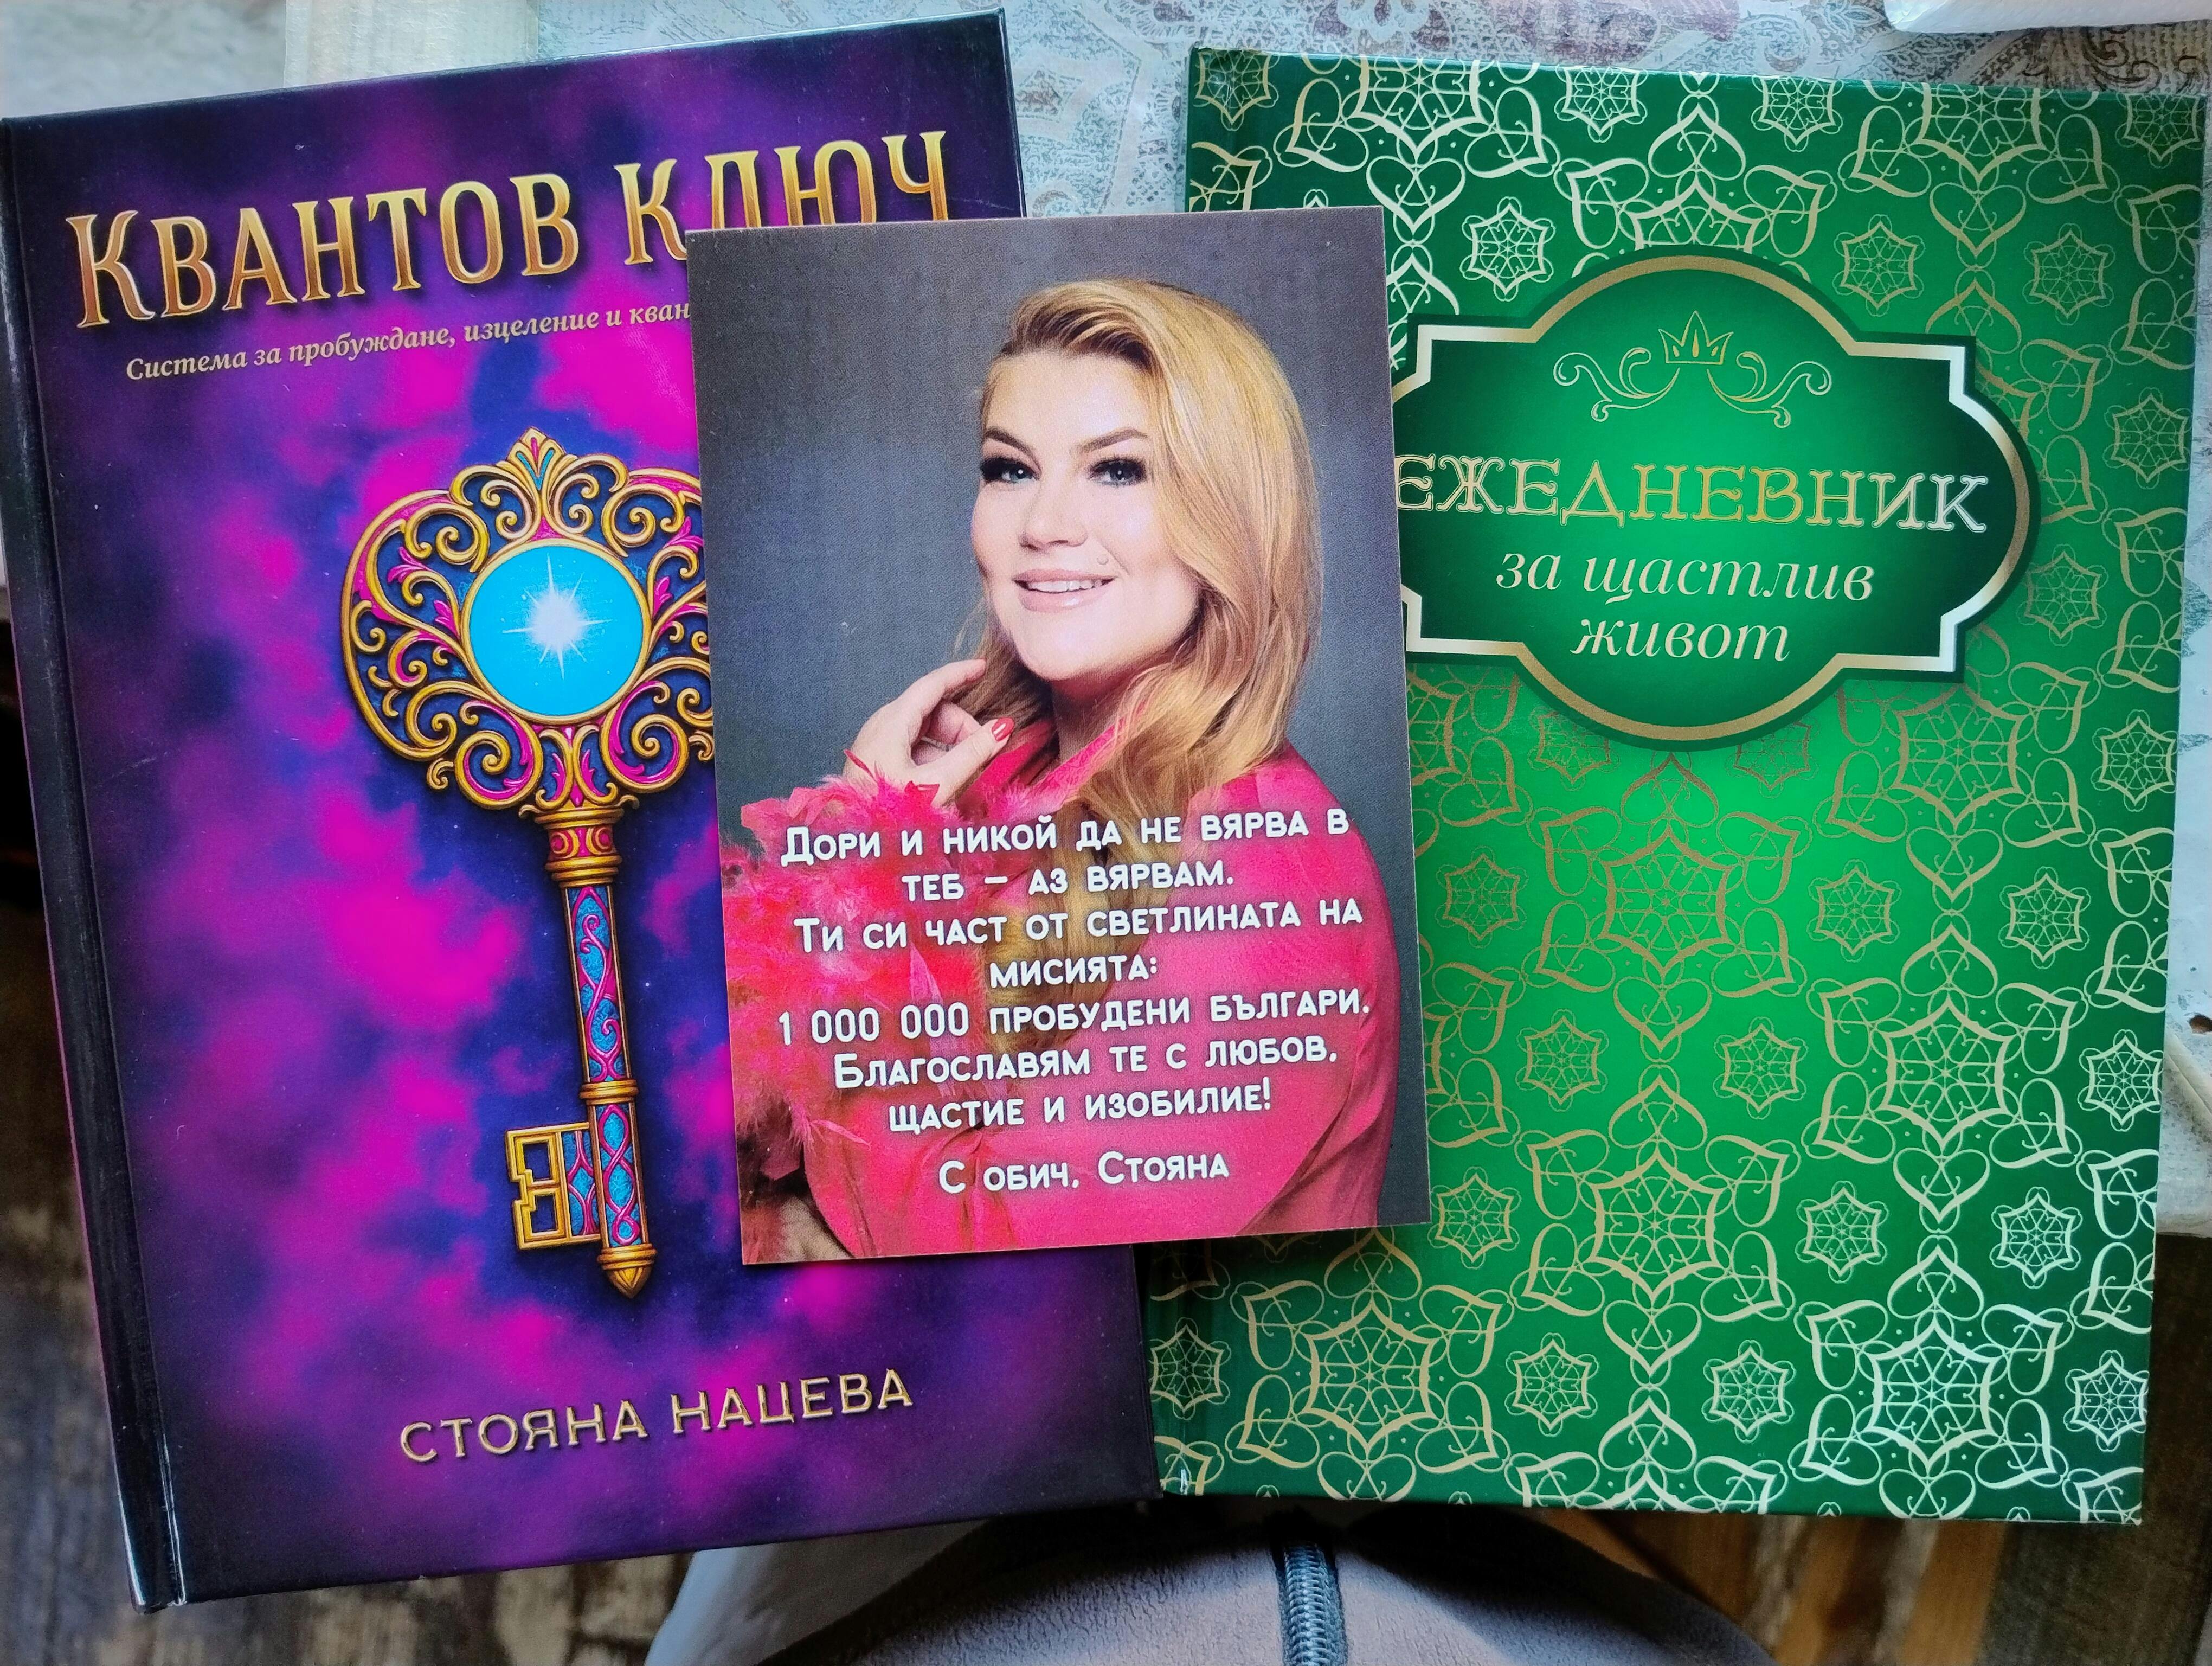 Квантов ключ
Система за пробуждане, изцеление и
СТОЯНА НАЦЕВА
Дори и никой да не вярва в
теб – аз вярвам.
Ти си част от светлината на
мисията:
1 000 000 пробудени българи.
Благославям те с любов,
щастие и изобилие!
С обич, Стояна
ЕЖЕДНЕВНИК
за щастлив
живот